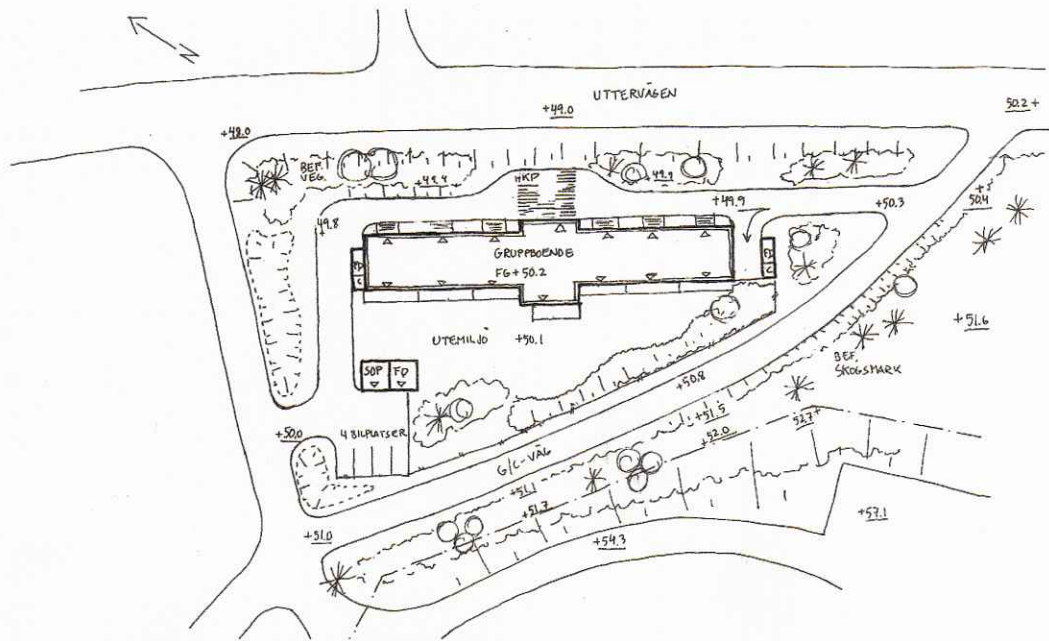 N
UTTERVÄGEN
+49.0
50.2+
+48.0
BEF.
VEG.
+49.4
HKP
+49.9
+50.4
+49.8
+49.9
+50.3
GRUPPBOENDE
FG+50.2
FD
C
FD
C
+51.6
UTEMILJÖ +50.1
BEF.
SKOGSMARK
SOP FD
+50.8
+51.5
52.7+
+52.0
+50.0
4 BILPLATSER
G/C-VÄG
+51.1
+51.7
+57.1
+51.0
+54.3